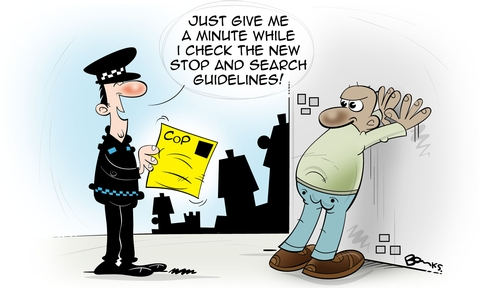 JUST GIVE ME
A MINUTE WHILE
I CHECK THE NEW
STOP AND SEARCH
GUIDELINES!
CoP